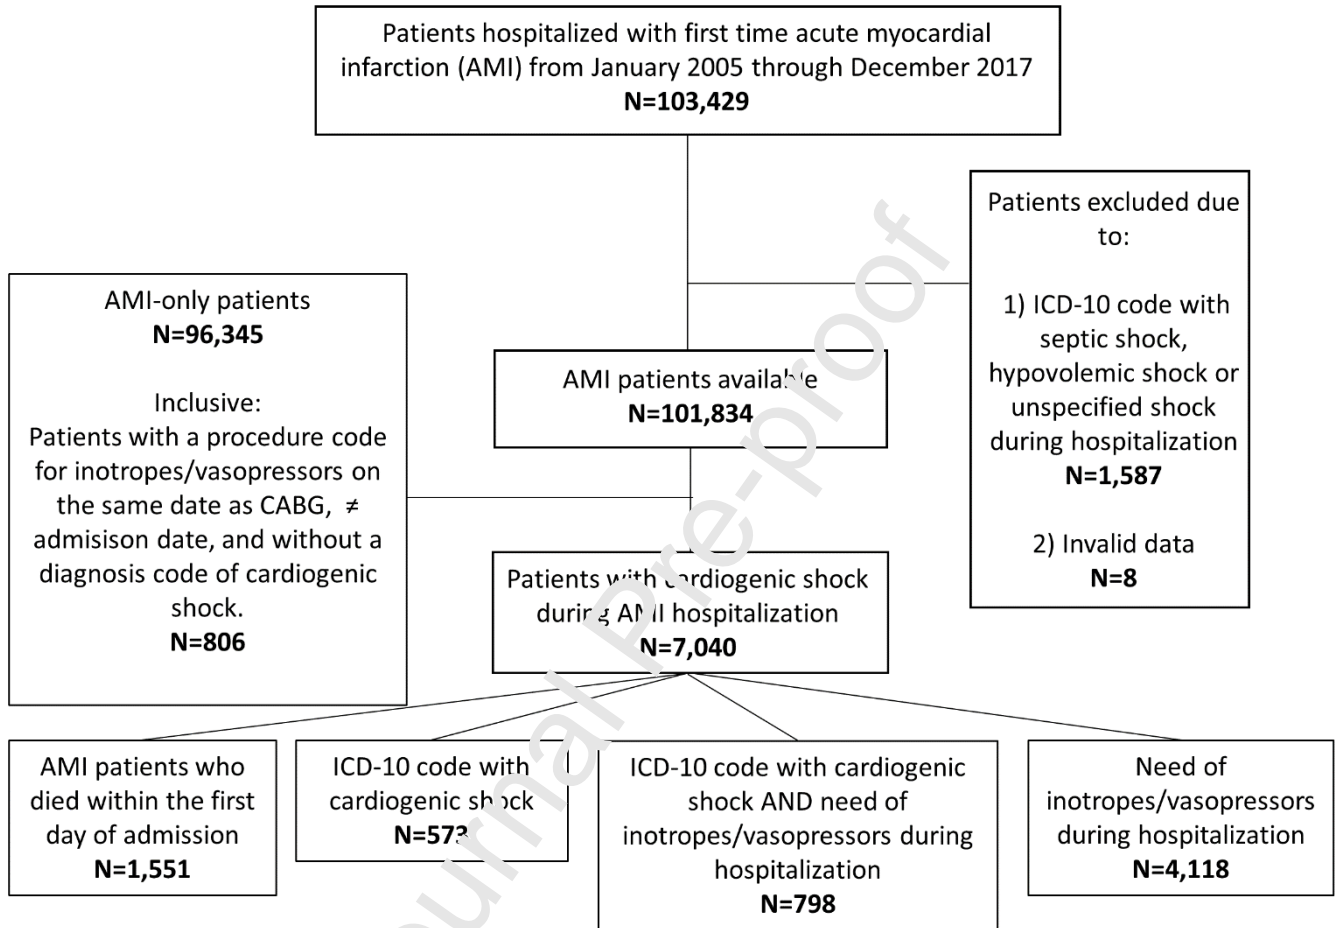 Patients hospitalized with first time acute myocardial
infarction (AMI) from January 2005 through December 2017
N=103,429
Patients excluded due
to:
1) ICD-10 code with
septic shock,
hypovolemic shock or
unspecified shock
during hospitalization
N=1,587
2) Invalid data
N=8
AMI-only patients
N=96,345
Inclusive:
Patients with a procedure code
for inotropes/vasopressors on
the same date as CABG, ≠
admisison date, and without a
diagnosis code of cardiogenic
shock.
N=806
AMI patients available
N=101,834
Patients with cardiogenic shock
during AMI hospitalization
N=7,040
AMI patients who
died within the first
day of admission
N=1,551
ICD-10 code with
cardiogenic shock
N=573
ICD-10 code with cardiogenic
shock AND need of
inotropes/vasopressors during
hospitalization
N=798
Need of
inotropes/vasopressors
during hospitalization
N=4,118
ournal Pre-proof